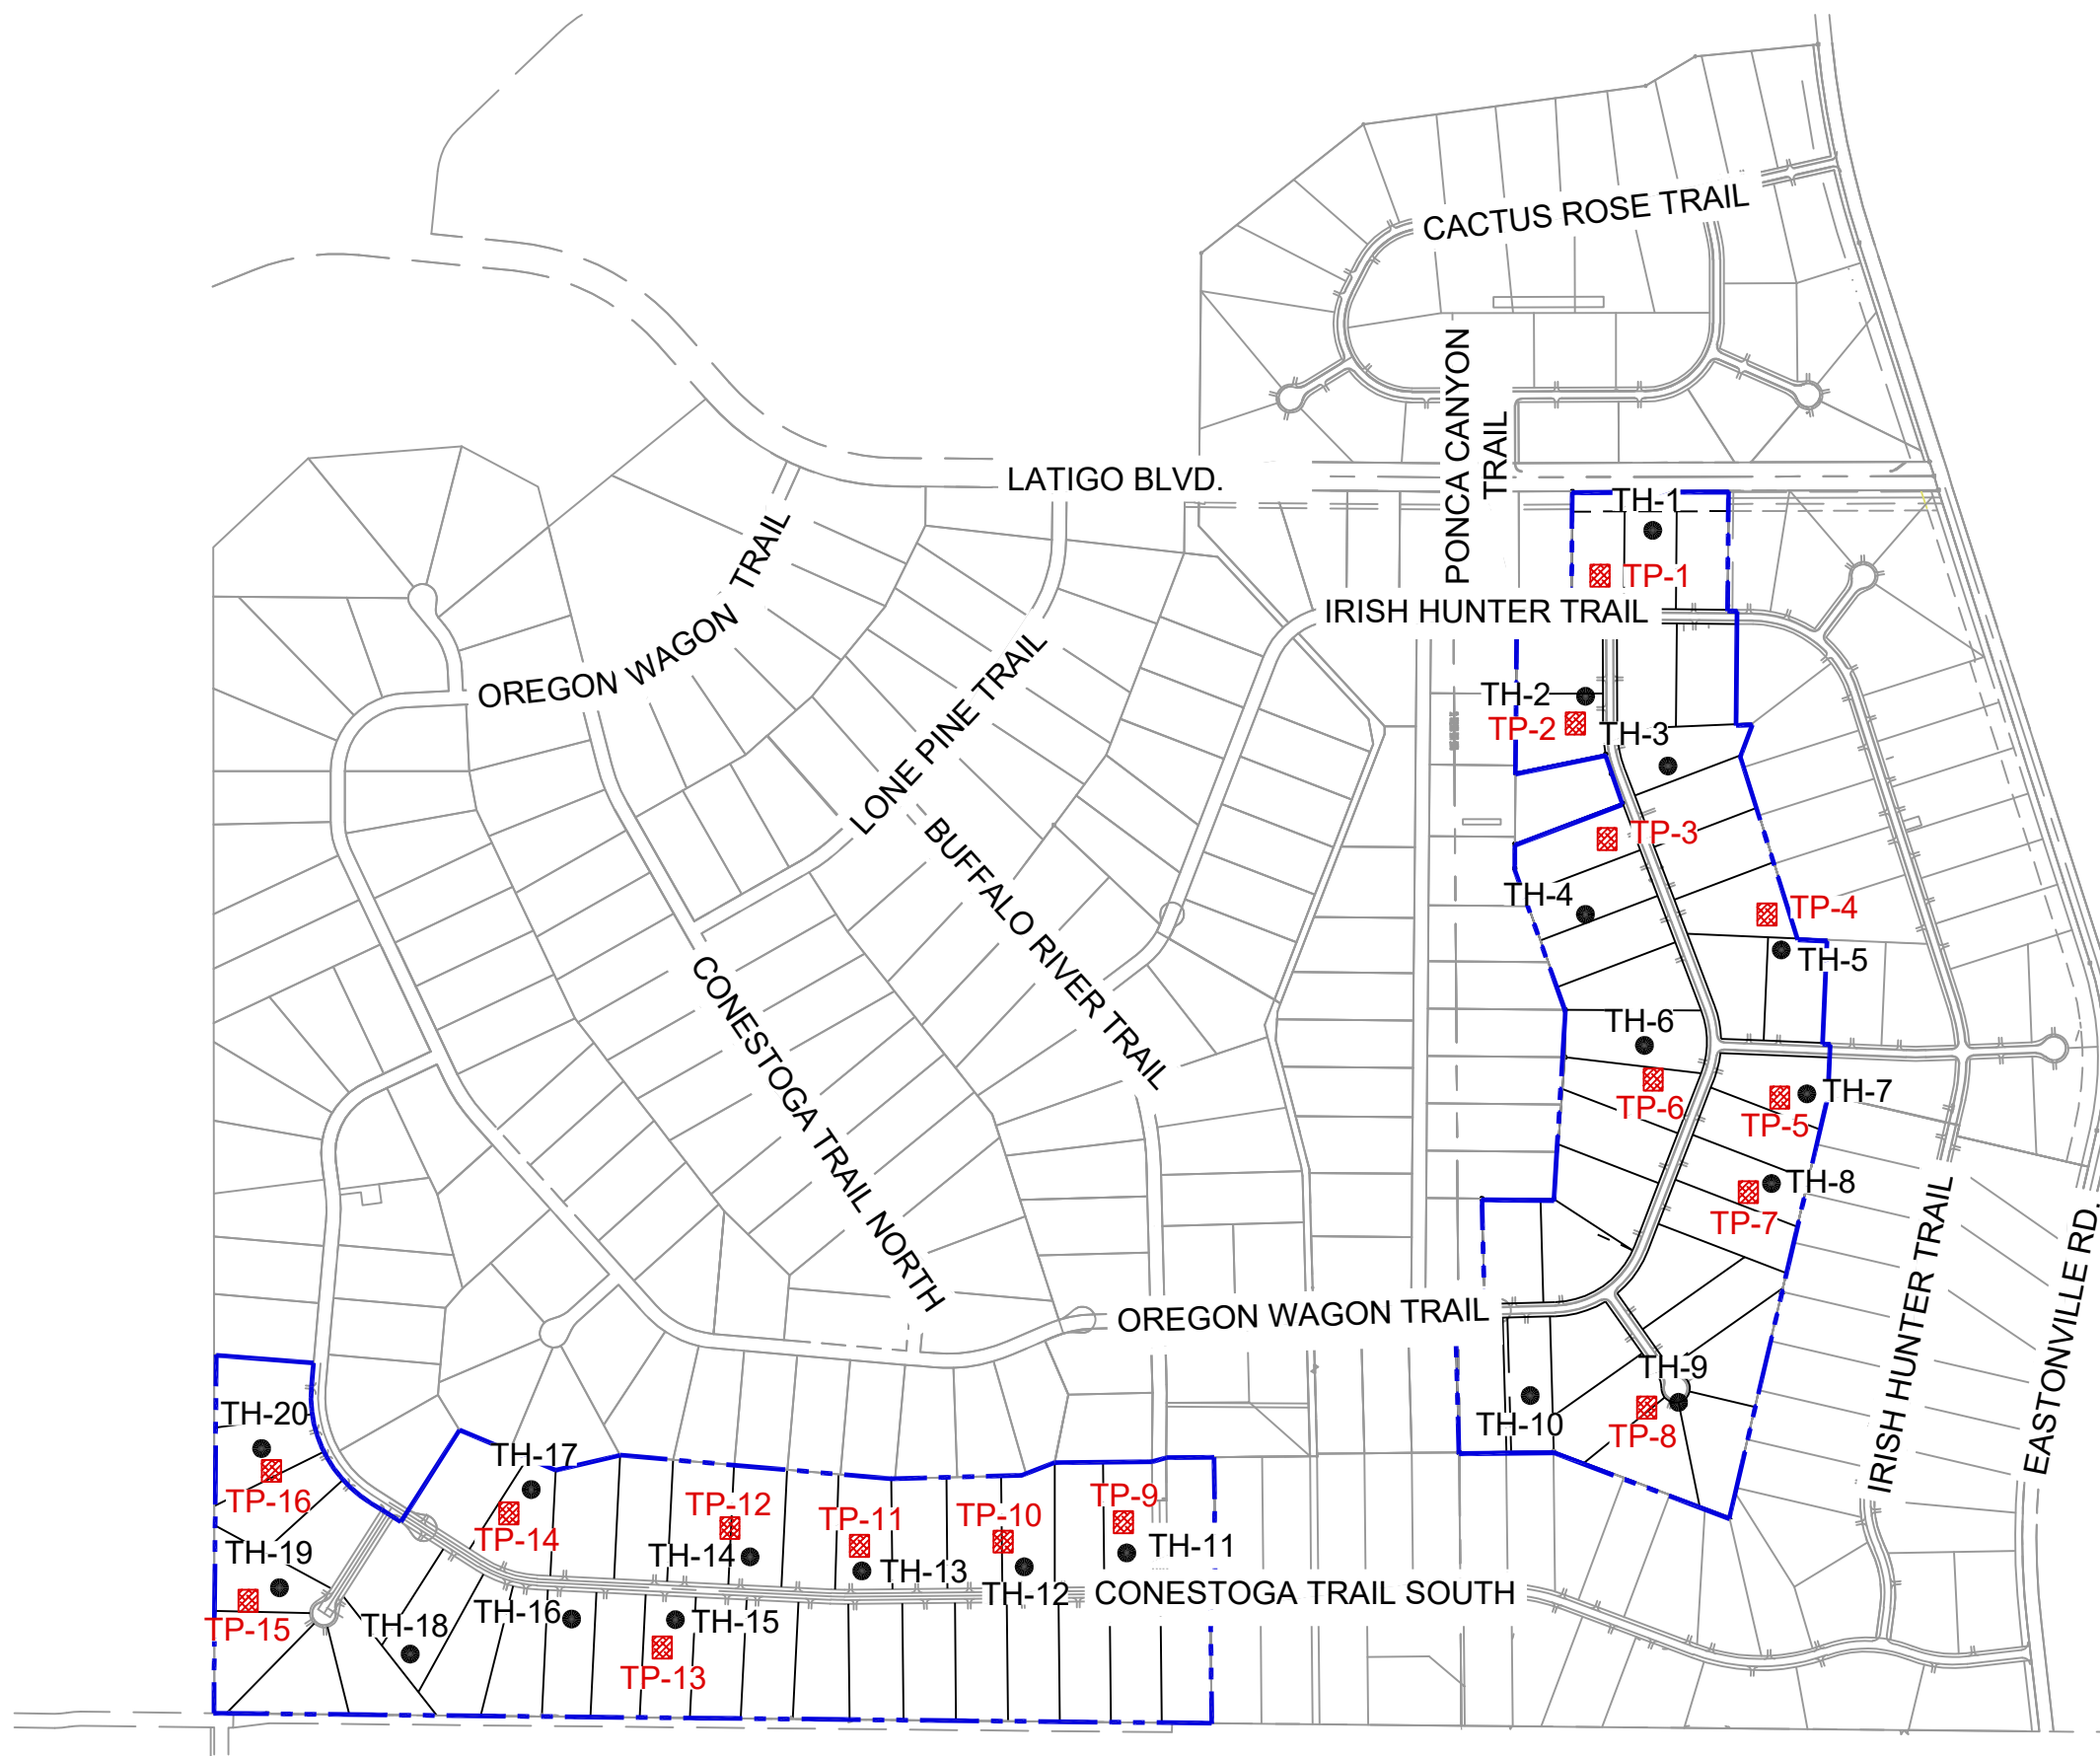 CACTUS ROSE TRAIL
PONCA CANYON
TRAIL
LATIGO BLVD.
TH-1
OREGON WAGON TRAIL
TP-1
IRISH HUNTER TRAIL
LONE PINE TRAIL
TH-2
TP-2
TH-3
TP-3
BUFFALO RIVER TRAIL
TH-4
TP-4
TH-5
CONESTOGA TRAIL NORTH
TH-6
TP-6
TH-7
TP-5
TH-8
TP-7
IRISH HUNTER TRAIL
EASTONVILLE RD.
OREGON WAGON TRAIL
TH-9
TH-10
TP-8
TH-20
TP-16
TH-17
TP-14
TP-12
TP-11
TP-10
TP-9
TH-19
TH-14
TH-13
TH-11
TH-12
CONESTOGA TRAIL SOUTH
TP-15
TH-18
TH-16
TH-15
TP-13